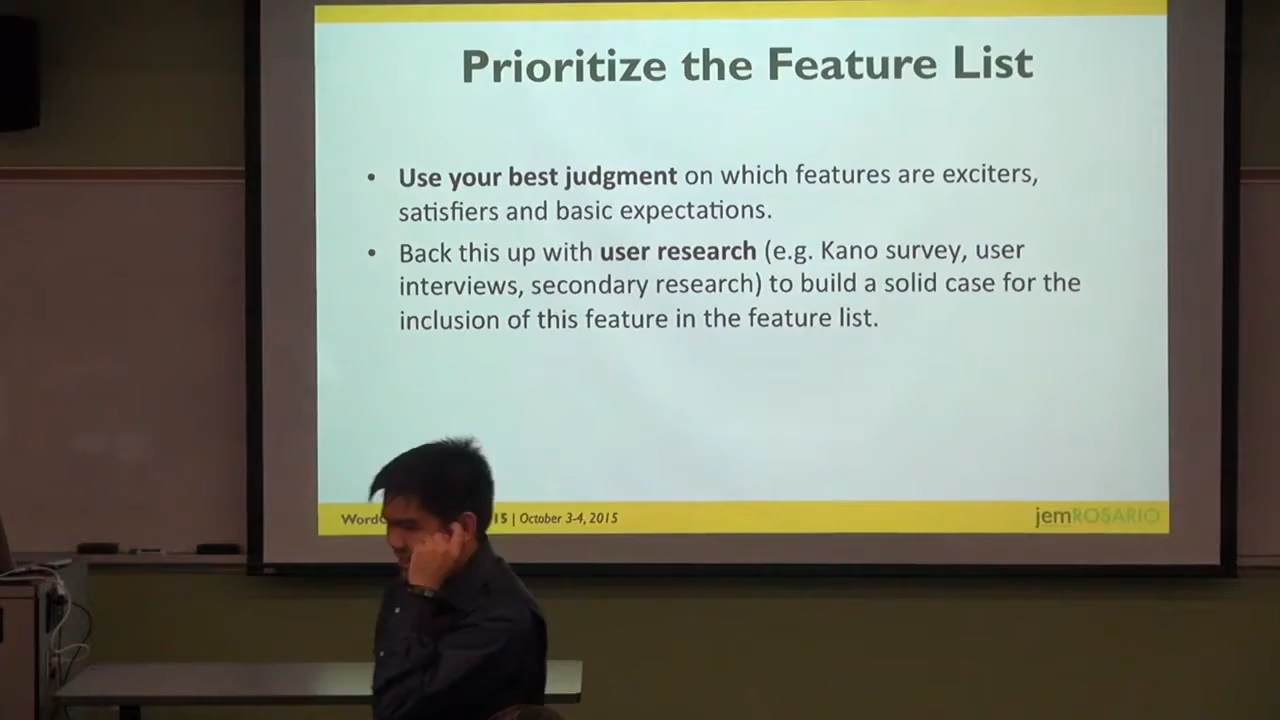 Prioritize the Feature List
• Use your best judgment on which features are exciters,
satisfiers and basic expectations.
• Back this up with user research (e.g. Kano survey, user
interviews, secondary research) to build a solid case for the
inclusion of this feature in the feature list.
15 | October 3-4, 2015
jemROSARIO